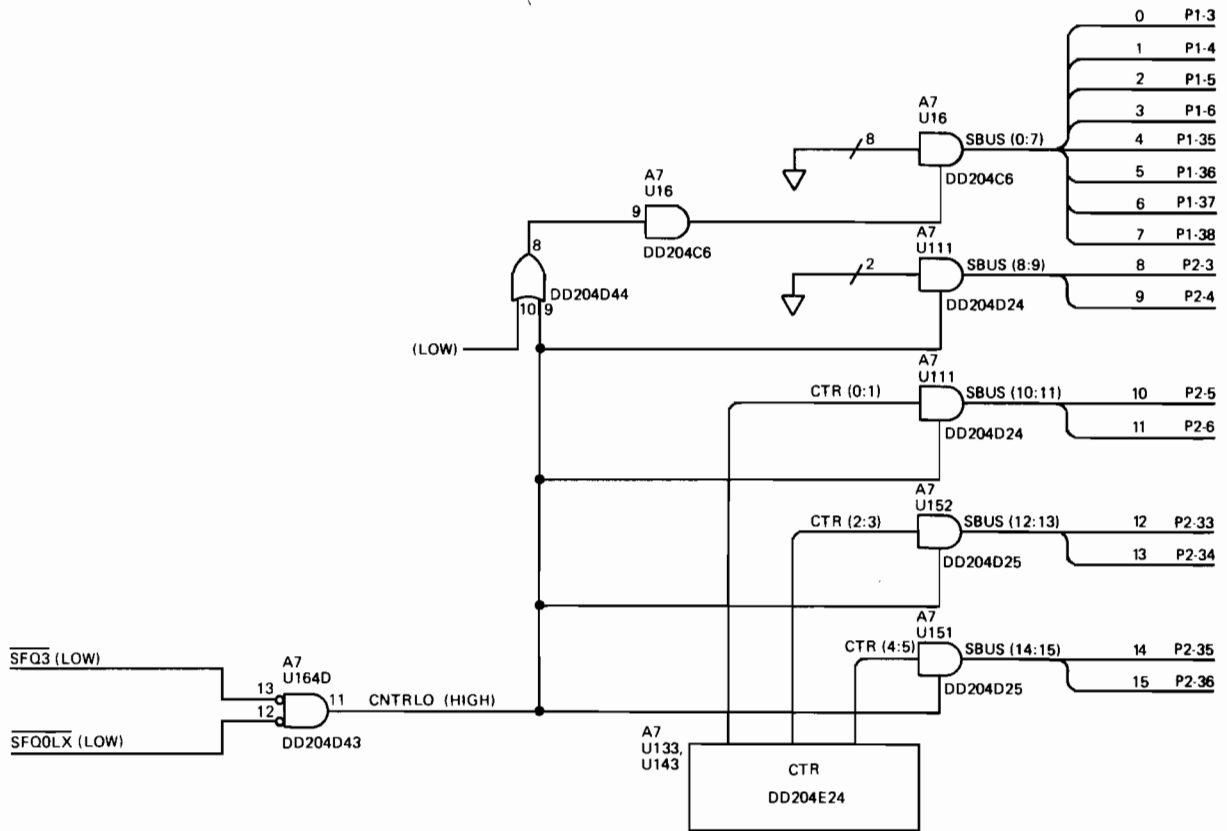 0 P1-3
1 P1-4
2 P1-5
3 P1-6
4 P1-35
5 P1-36
6 P1-37
7 P1-38
A7
U16
8
SBUS (0:7)
DD204C6
A7
U16
9
DD204C6
8
DD204D44
10 9
(LOW)
A7
U111
2
SBUS (8:9)
8 P2-3
9 P2-4
DD204D24
A7
U111
CTR (0:1)
SBUS (10:11)
10 P2-5
11 P2-6
DD204D24
A7
U152
CTR (2:3)
SBUS (12:13)
12 P2-33
13 P2-34
DD204D25
A7
U151
CTR (4:5)
SBUS (14:15)
14 P2-35
15 P2-36
DD204D25
SFQ3 (LOW)
A7
U164D
13
12
11
CNTRLO (HIGH)
SFQ0LX (LOW)
DD204D43
A7
U133,
U143
CTR
DD204E24